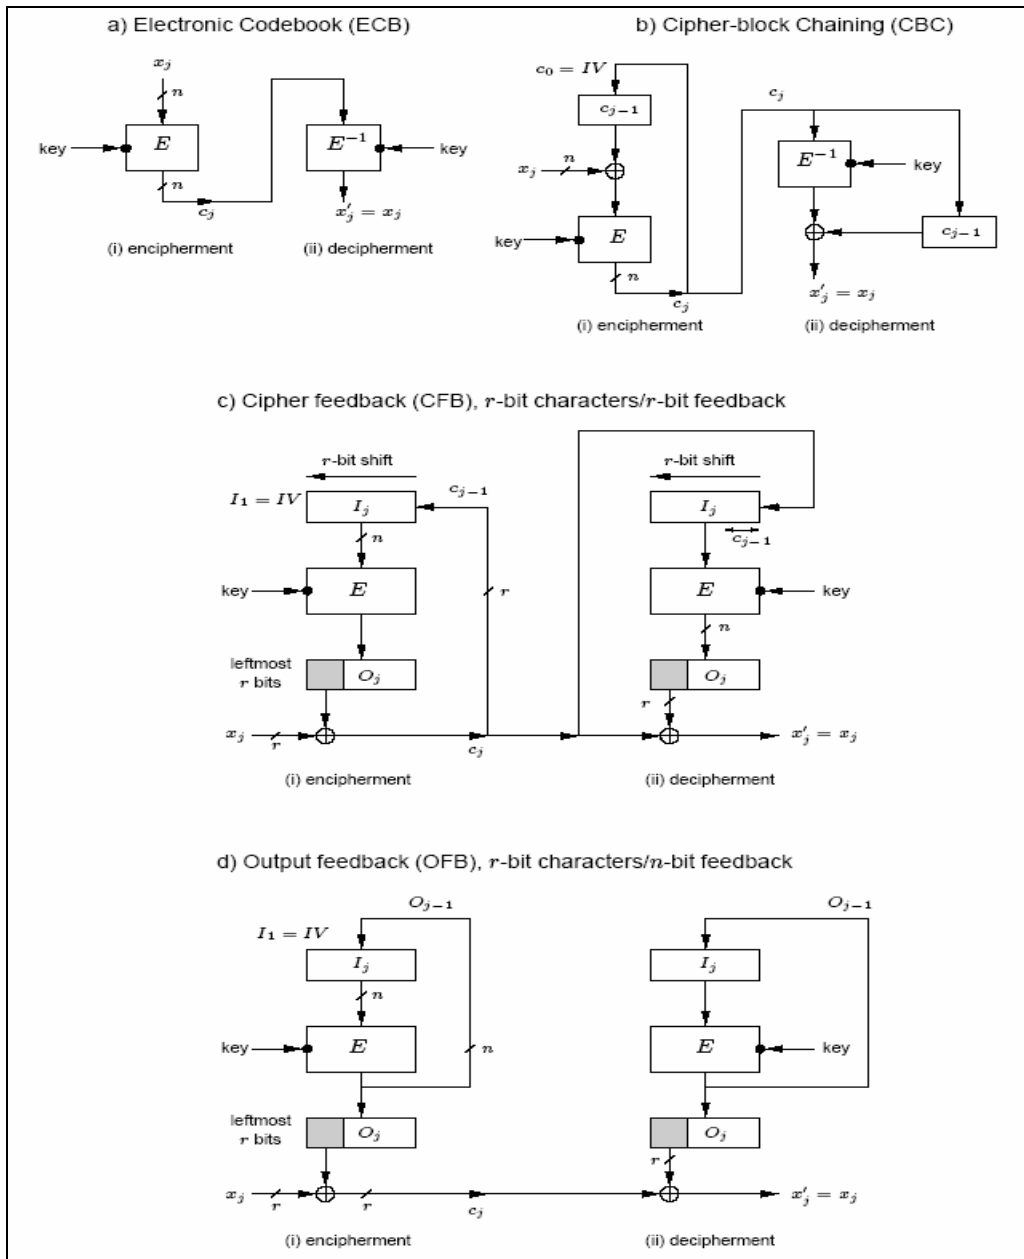 a) Electronic Codebook (ECB)
x_j
n
key
E
n
c_j
E^{-1}
key
x'_j = x_j
(i) encipherment
(ii) decipherment
b) Cipher-block Chaining (CBC)
c_0 = IV
c_{j-1}
x_j
n
key
E
n
c_j
c_j
E^{-1}
key
c_{j-1}
x'_j = x_j
(i) encipherment
(ii) decipherment
c) Cipher feedback (CFB), r-bit characters/r-bit feedback
r-bit shift
I_1 = IV
I_j
c_{j-1}
n
key
E
r
leftmost
r bits
O_j
x_j
r
c_j
(i) encipherment
r-bit shift
I_j
c_{j-1}
E
key
n
O_j
r
x'_j = x_j
(ii) decipherment
d) Output feedback (OFB), r-bit characters/n-bit feedback
O_{j-1}
I_1 = IV
I_j
n
key
E
n
leftmost
r bits
O_j
x_j
r
r
c_j
(i) encipherment
O_{j-1}
I_j
E
key
O_j
r
x'_j = x_j
(ii) decipherment